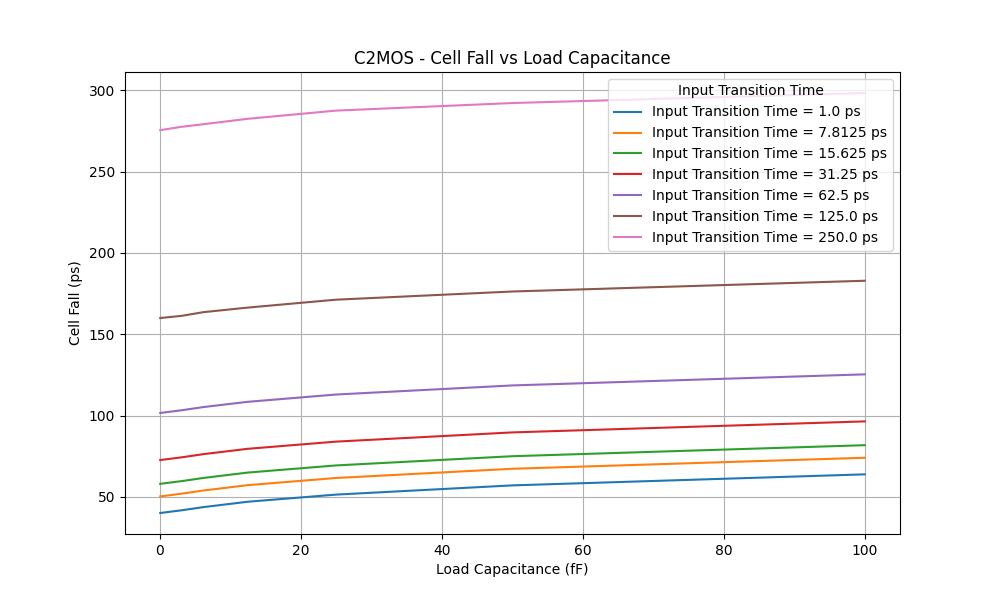 C2MOS - Cell Fall vs Load Capacitance
Input Transition Time
Input Transition Time = 1.0 ps
Input Transition Time = 7.8125 ps
Input Transition Time = 15.625 ps
Input Transition Time = 31.25 ps
Input Transition Time = 62.5 ps
Input Transition Time = 125.0 ps
Input Transition Time = 250.0 ps
Cell Fall (ps)
300
250
200
150
100
50
0 20 40 60 80 100
Load Capacitance (fF)